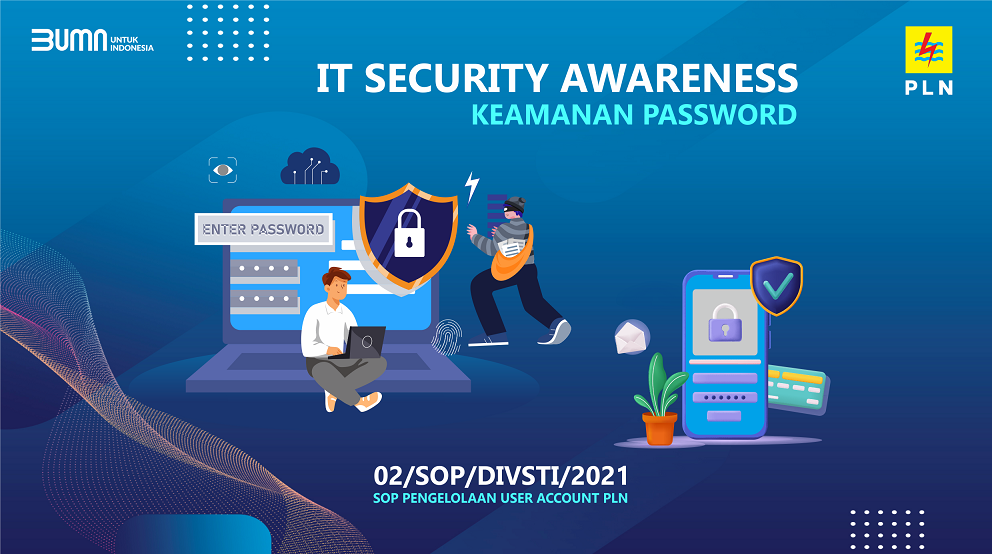 BUMN UNTUK
INDONESIA
PLN
IT SECURITY AWARENESS
KEAMANAN PASSWORD
ENTER PASSWORD
02/SOP/DIVSTI/2021
SOP PENGELOLAAN USER ACCOUNT PLN